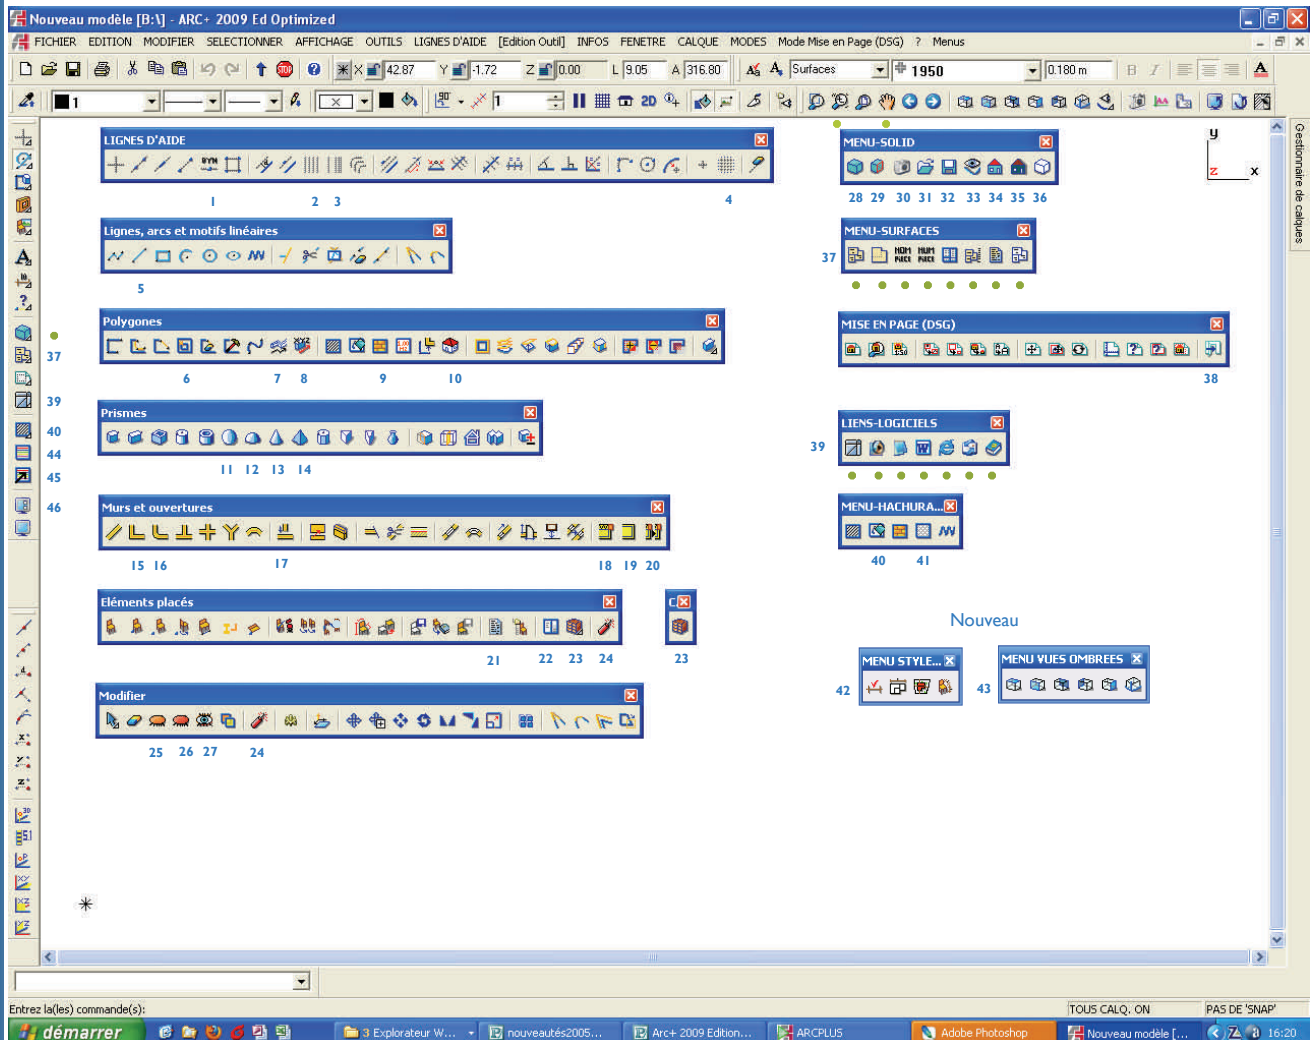 Nouveau modèle [B:\] - ARC+ 2009 Ed Optimized
FICHIER EDITION MODIFIER SELECTIONNER AFFICHAGE OUTILS LIGNES D'AIDE [Edition Outil] INFOS FENETRE CALQUE MODES Mode Mise en Page (DSG) ? Menus
X 42.87 Y -1.72 Z 0.00 L 9.05 A 316.80 Surfaces 1950 0.180 m B I A
1 X 90° 1 2D
LIGNES D'AIDE
SYM
1 2 3 4
Lignes, arcs et motifs linéaires
5
Polygones
6 7 8 9 10
Prismes
11 12 13 14
Murs et ouvertures
15 16 17 18 19 20
Eléments placés
21 22 23 24
C
23
Modifier
25 26 27 24
MENU-SOLID
28 29 30 31 32 33 34 35 36
MENU-SURFACES
NOM PIECE NUM PIECE
37
MISE EN PAGE (DSG)
38
LIENS-LOGICIELS
39
MENU-HACHURA...
40 41
Nouveau
MENU STYLE...
42
MENU VUES OMBREES
43
37
39
40
44
45
46
y
z x
Gestionnaire de calques
Entrez la(les) commande(s):
TOUS CALQ. ON PAS DE 'SNAP'
démarrer 3 Explorateur W... nouveautés2005... Arc+ 2009 Edition... ARCPLUS Adobe Photoshop Nouveau modèle [... 16:20